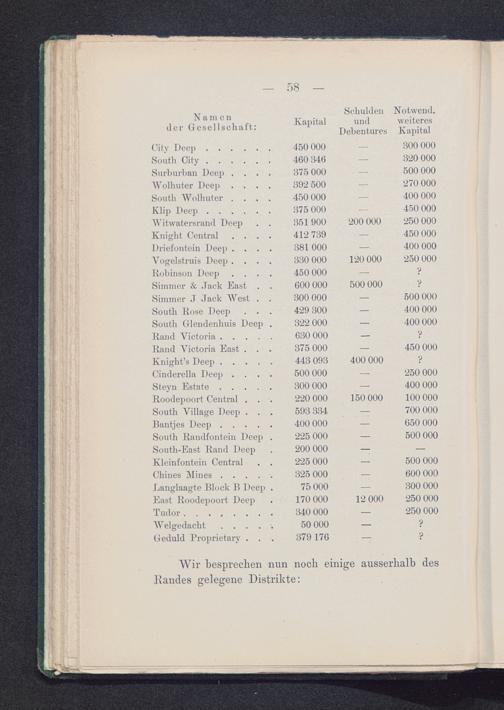 — 58 —
Namen der Gesellschaft: Kapital Schulden und Debentures Notwend. weiteres Kapital
City Deep . . . . . . 450 000 — 300 000
South City . . . . . . 460 346 — 320 000
Surburban Deep . . . . 375 000 — 500 000
Wolhuter Deep . . . . 392 500 — 270 000
South Wolhuter . . . . 450 000 — 400 000
Klip Deep . . . . . . 375 000 — 450 000
Witwatersrand Deep . . 351 900 200 000 250 000
Knight Central . . . . 412 739 — 450 000
Driefontein Deep . . . . 381 000 — 400 000
Vogelstruis Deep . . . . 330 000 120 000 250 000
Robinson Deep . . . . 450 000 — ?
Simmer & Jack East . . 600 000 500 000 ?
Simmer J Jack West . . 300 000 — 500 000
South Rose Deep . . . 429 300 — 400 000
South Glendenhuis Deep . 322 000 — 400 000
Rand Victoria . . . . . 630 000 — ?
Rand Victoria East . . . 375 000 — 450 000
Knight's Deep . . . . . 443 093 400 000 ?
Cinderella Deep . . . . 500 000 — 250 000
Steyn Estate . . . . . 300 000 — 400 000
Roodepoort Central . . . 220 000 150 000 100 000
South Village Deep . . . 593 334 — 700 000
Bantjes Deep . . . . . 400 000 — 650 000
South Randfontein Deep . 225 000 — 500 000
South-East Rand Deep . 200 000 — —
Kleinfontein Central . . 225 000 — 500 000
Chines Mines . . . . . 325 000 — 600 000
Langlaagte Block B Deep . 75 000 — 300 000
East Roodepoort Deep . 170 000 12 000 250 000
Tudor . . . . . . . . 340 000 — 250 000
Welgedacht . . . . . 50 000 — ?
Geduld Proprietary . . . 379 176 — ?
Wir besprechen nun noch einige ausserhalb des
Randes gelegene Distrikte: